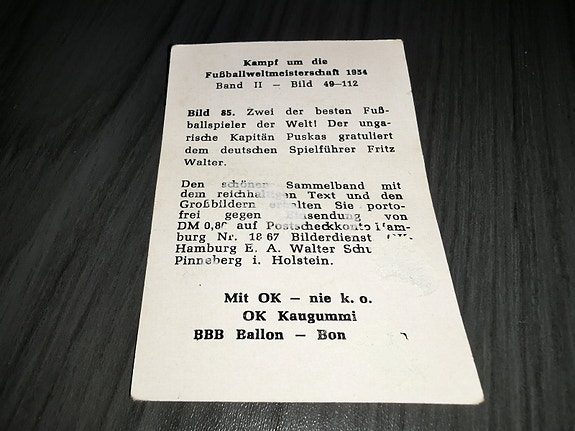 Kampf um die
Fußballweltmeisterschaft 1954
Band II — Bild 49—112
Bild 85. Zwei der besten Fuß-
ballspieler der Welt! Der unga-
rische Kapitän Puskas gratuliert
dem deutschen Spielführer Fritz
Walter.
Den schönen Sammelband mit
dem reichhaltigen Text und den
Großbildern erhalten Sie porto-
frei gegen Einsendung von
DM 0,80 auf Postscheckkonto Ham-
burg Nr. Bilderdienst
Hamburg E. A. Walter
Pinneberg i. Holstein.
Mit OK — nie k. o.
OK Kaugummi
BBB Ballon — Bon